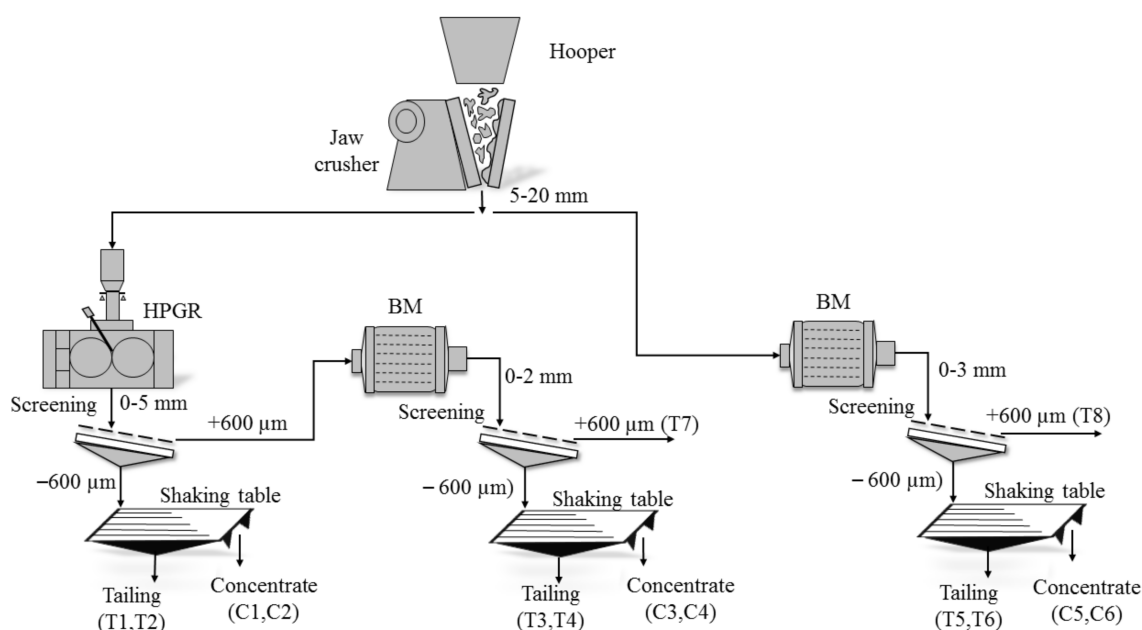 Hooper
Jaw
crusher
5-20 mm
HPGR
BM
BM
Screening
0-5 mm
+600 µm
Screening
0-2 mm
+600 µm (T7)
0-3 mm
Screening
+600 µm (T8)
−600 µm
Shaking table
− 600 µm)
Shaking table
− 600 µm)
Shaking table
Tailing
(T1,T2)
Concentrate
(C1,C2)
Tailing
(T3,T4)
Concentrate
(C3,C4)
Tailing
(T5,T6)
Concentrate
(C5,C6)